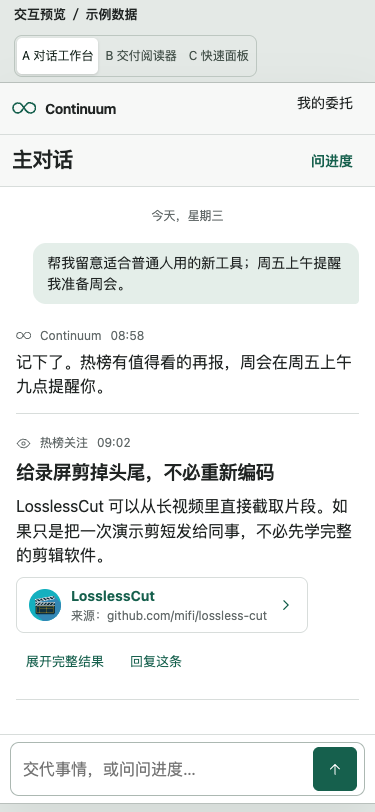 交互预览 / 示例数据
A 对话工作台 B 交付阅读器 C 快速面板
Continuum 我的委托
主对话 问进度
今天，星期三
帮我留意适合普通人用的新工具；周五上午提醒
我准备周会。
Continuum 08:58
记下了。热榜有值得看的再报，周会在周五上午
九点提醒你。
热榜关注 09:02
给录屏剪掉头尾，不必重新编码
LosslessCut 可以从长视频里直接截取片段。如
果只是把一次演示剪短发给同事，不必先学完整
的剪辑软件。
LosslessCut
来源：github.com/mifi/lossless-cut
展开完整结果 回复这条
交代事情，或问问进度…